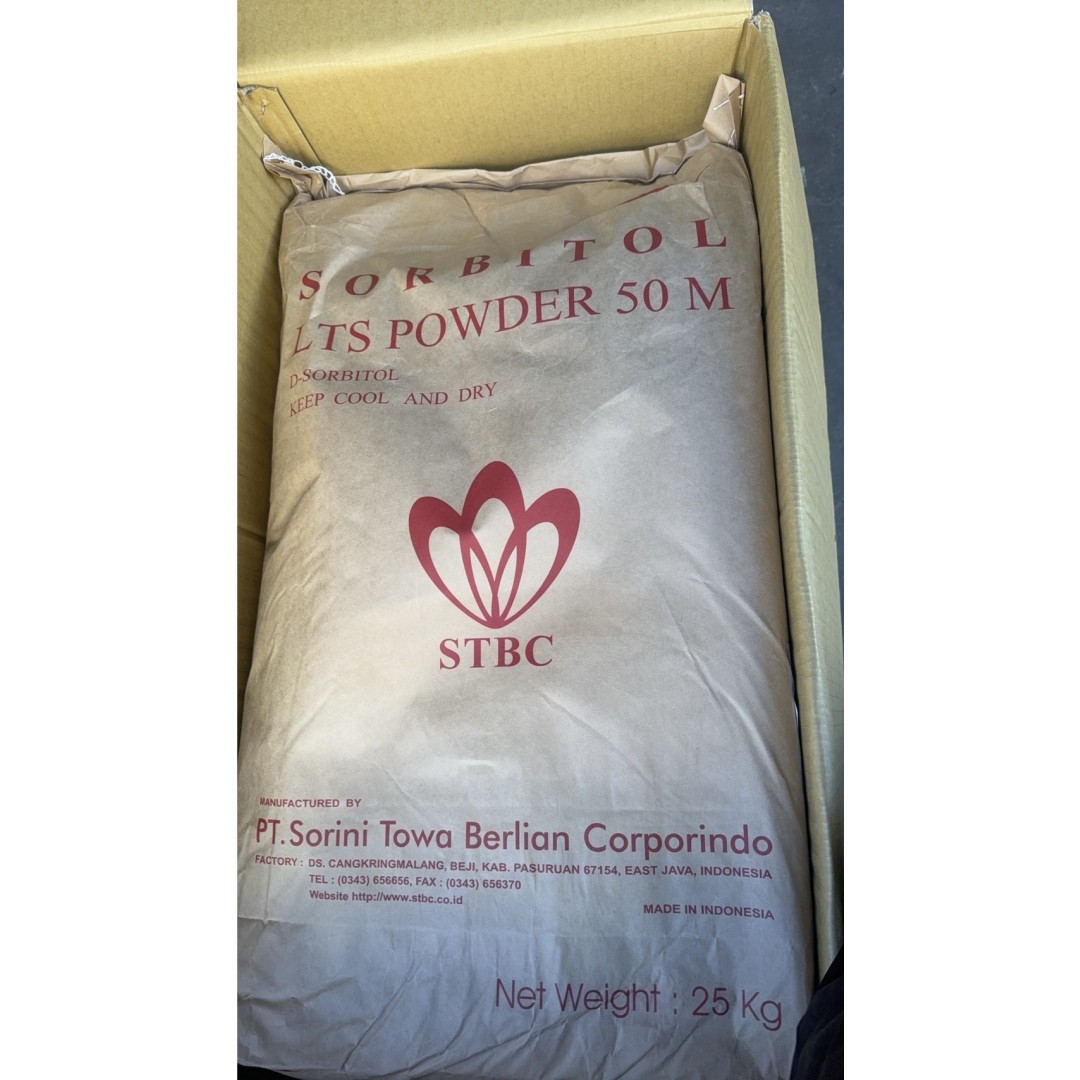 SORBITOL
LTS POWDER 50 M
D-SORBITOL
KEEP COOL AND DRY
STBC
MANUFACTURED BY
PT. Sorini Towa Berlian Corporindo
FACTORY : DS. CANGKRINGMALANG, BEJI, KAB. PASURUAN 67154, EAST JAVA, INDONESIA
TEL : (0343) 656656, FAX : (0343) 656370
Website http://www.stbc.co.id
MADE IN INDONESIA
Net Weight : 25 Kg